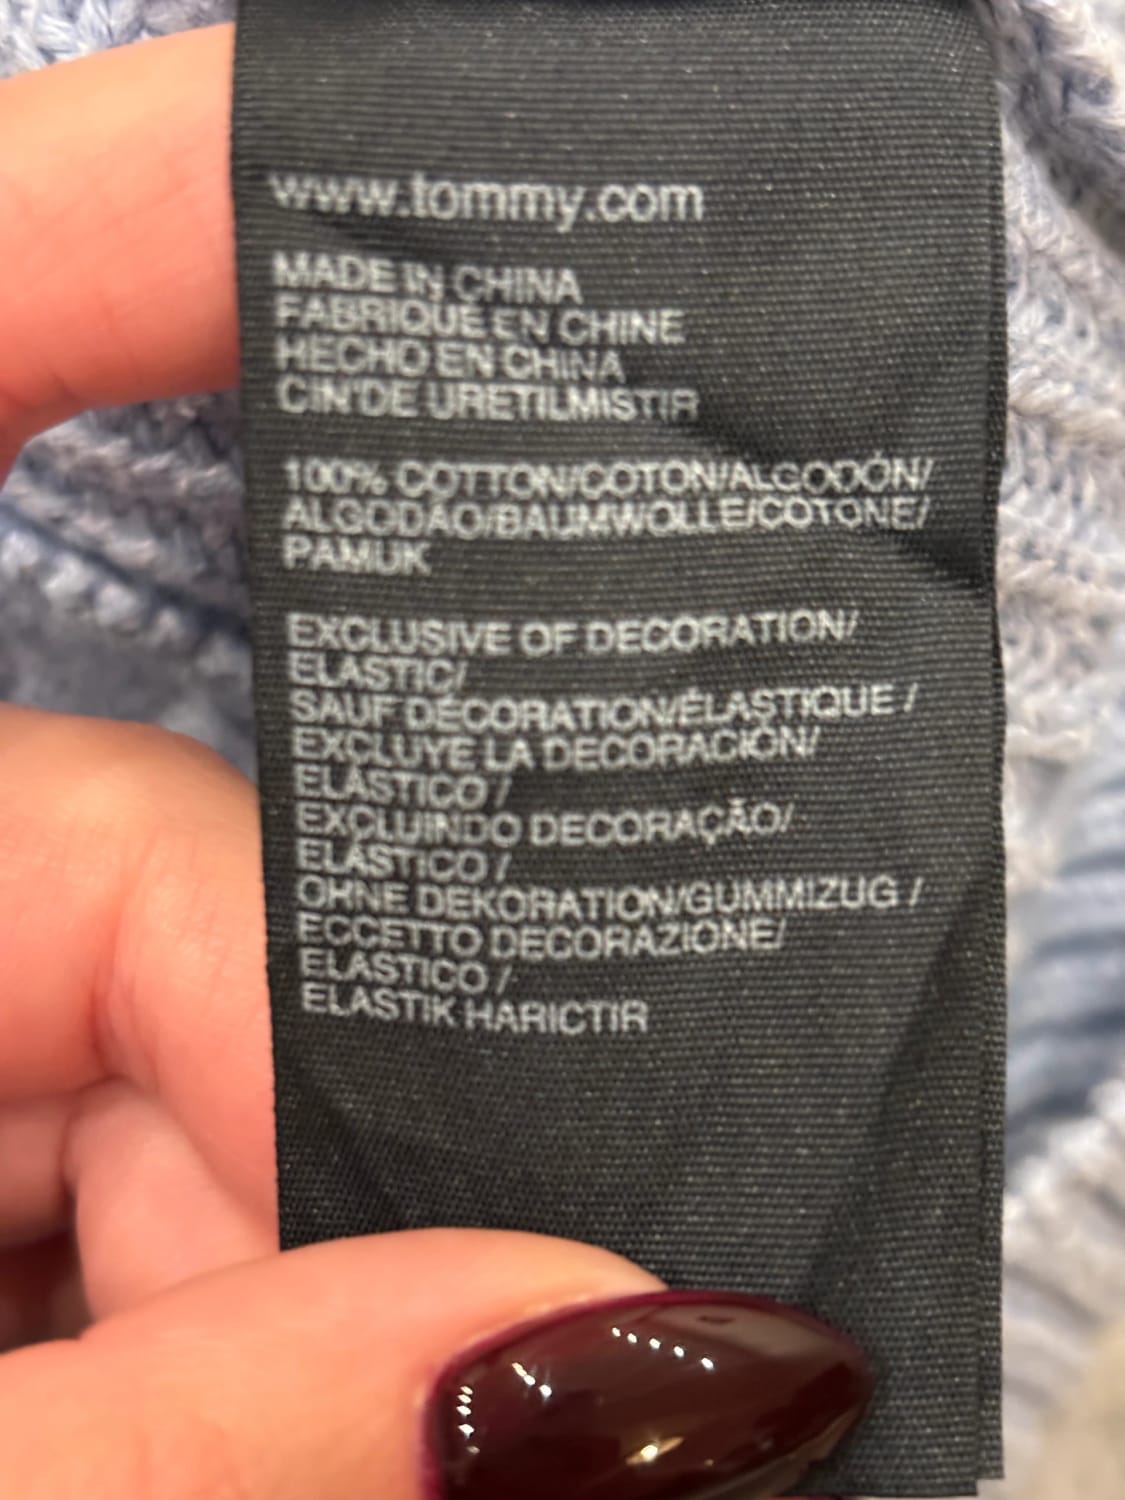 www.tommy.com
MADE IN CHINA
FABRIQUE EN CHINE
HECHO EN CHINA
CIN'DE URETILMISTIR
100% COTTON/COTON/ALGODÓN/
ALGODÃO/BAUMWOLLE/COTONE/
PAMUK
EXCLUSIVE OF DECORATION/
ELASTIC/
SAUF DÉCORATION/ÉLASTIQUE /
EXCLUYE LA DECORACIÓN/
ELÁSTICO /
EXCLUINDO DECORAÇÃO/
ELÁSTICO /
OHNE DEKORATION/GUMMIZUG /
ECCETTO DECORAZIONE/
ELASTICO /
ELASTIK HARICTIR